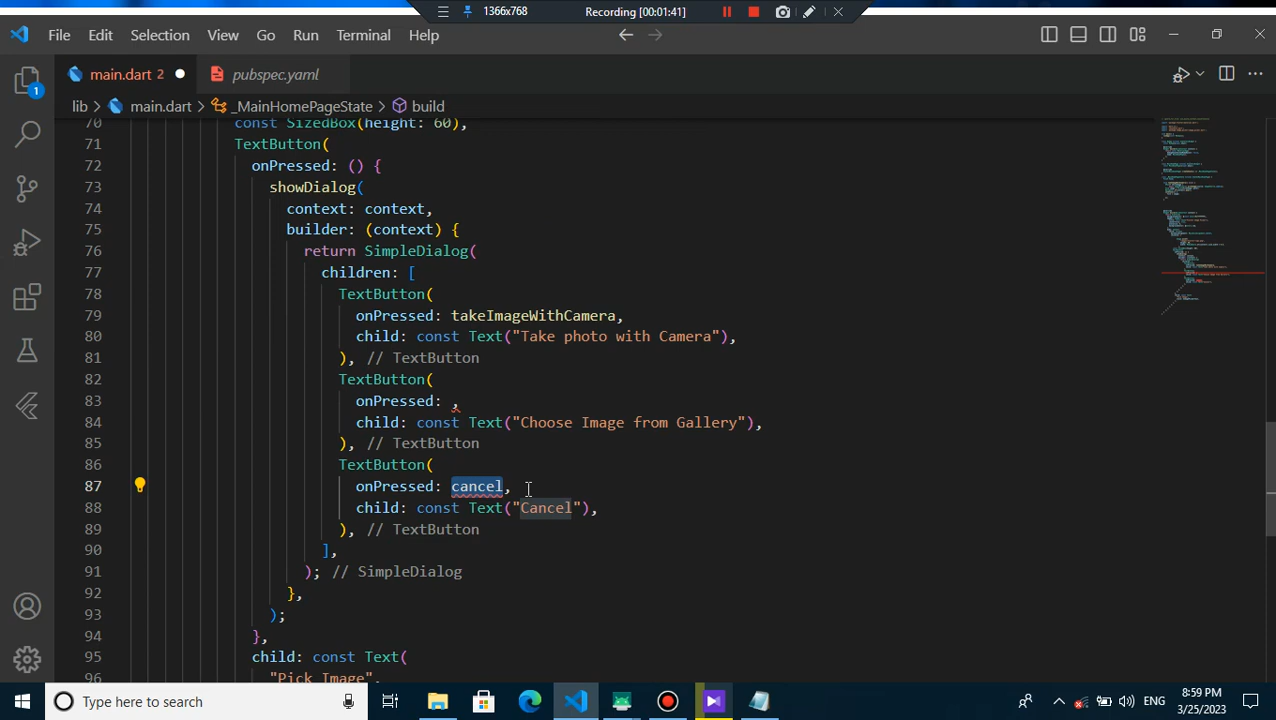 1366x768
Recording [00:01:41]
File Edit Selection View Go Run Terminal Help
main.dart 2
pubspec.yaml
lib > main.dart > _MainHomePageState > build
1
70 const SizedBox(height: 60),
71 TextButton(
72 onPressed: () {
73 showDialog(
74 context: context,
75 builder: (context) {
76 return SimpleDialog(
77 children: [
78 TextButton(
79 onPressed: takeImageWithCamera,
80 child: const Text("Take photo with Camera"),
81 ), // TextButton
82 TextButton(
83 onPressed: ,
84 child: const Text("Choose Image from Gallery"),
85 ), // TextButton
86 TextButton(
87 onPressed: cancel,
88 child: const Text("Cancel"),
89 ), // TextButton
90 ],
91 ); // SimpleDialog
92 },
93 );
94 },
95 child: const Text(
96 "Pick Image",
Type here to search
ENG
8:59 PM
3/25/2023